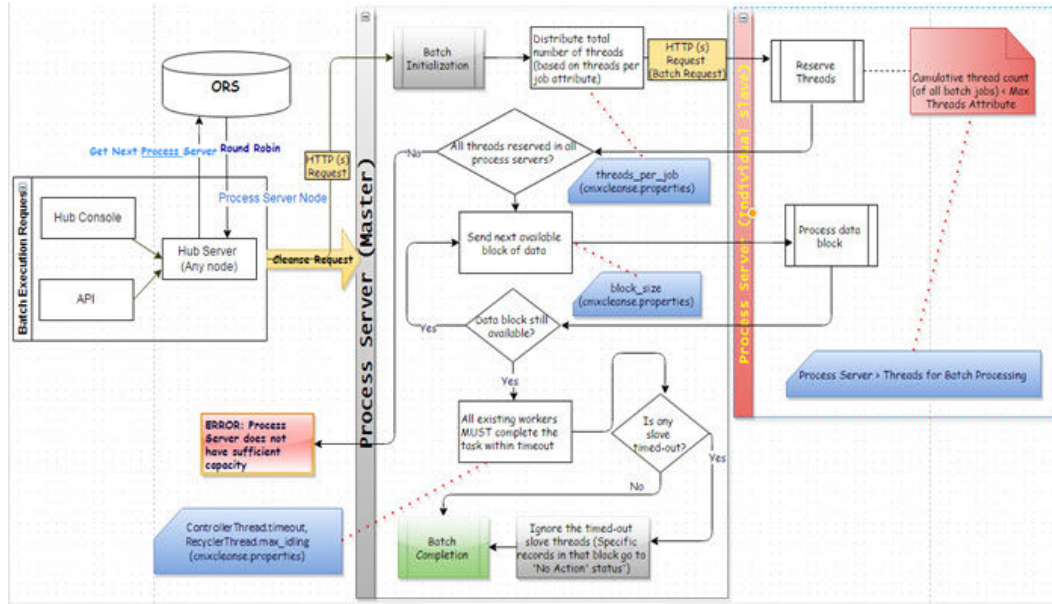 ORS
Get Next Process Server
Round Robin
Process Server Node
Batch Execution Request
Hub Console
API
Hub Server
(Any node)
Cleanse Request
HTTP (s)
Request
Process Server (Master)
Batch
Initialization
Distribute total
number of threads
(based on threads per
job attribute)
HTTP (s)
Request
(Batch Request)
Process Server (Individual slave)
Reserve
Threads
Cumulative thread count
(of all batch jobs) < Max
Threads Attribute
All threads reserved in all
process servers?
No
threads_per_job
(cmxcleanse.properties)
Send next available
block of data
Process data
block
block_size
(cmxcleanse.properties)
Data block still
available?
Yes
Yes
Process Server > Threads for Batch Processing
All existing workers
MUST complete the
task within timeout
Is any
slave
timed-out?
Yes
No
ERROR: Process
Server does not
have sufficient
capacity
ControllerThread.timeout,
RecyclerThread.max_idling
(cmxcleanse.properties)
Batch
Completion
Ignore the timed-out
slave threads (Specific
records in that block go to
'No Action' status')